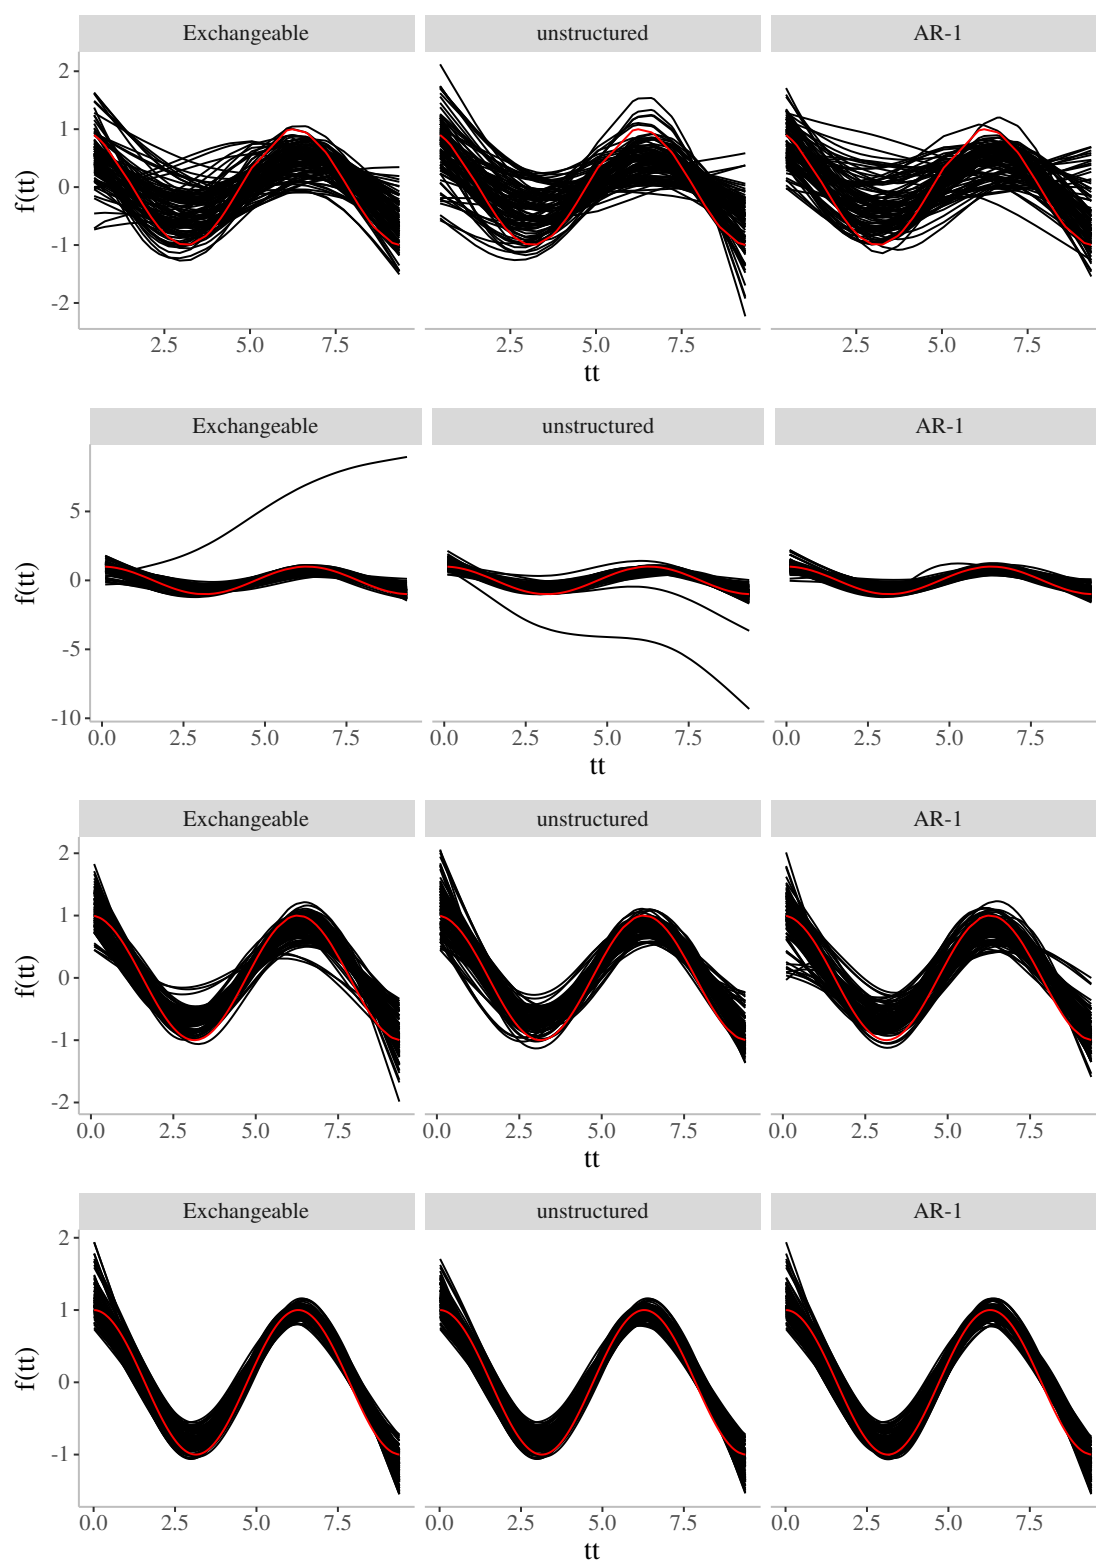 Exchangeable unstructured AR-1
2
1
0
-1
-2
f(tt)
2.5 5.0 7.5 2.5 5.0 7.5 2.5 5.0 7.5
tt
Exchangeable unstructured AR-1
5
0
-5
-10
f(tt)
0.0 2.5 5.0 7.5 0.0 2.5 5.0 7.5 0.0 2.5 5.0 7.5
tt
Exchangeable unstructured AR-1
2
1
0
-1
-2
f(tt)
0.0 2.5 5.0 7.5 0.0 2.5 5.0 7.5 0.0 2.5 5.0 7.5
tt
Exchangeable unstructured AR-1
2
1
0
-1
f(tt)
0.0 2.5 5.0 7.5 0.0 2.5 5.0 7.5 0.0 2.5 5.0 7.5
tt